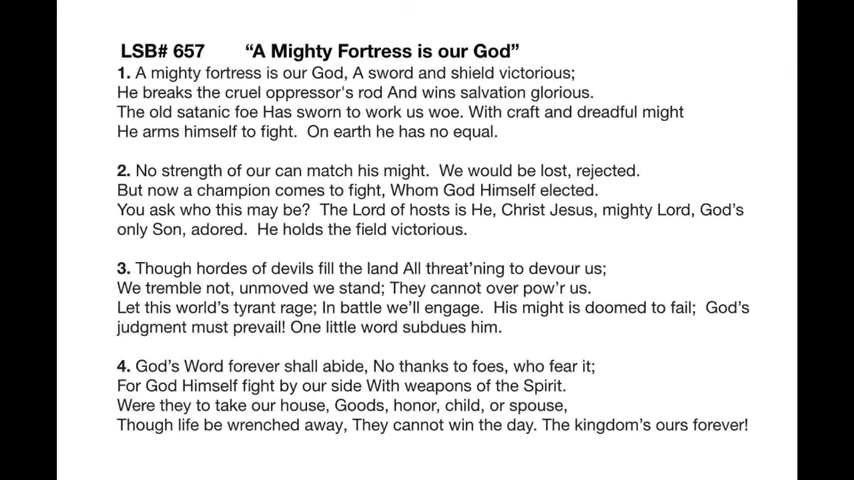 LSB# 657 “A Mighty Fortress is our God”
1. A mighty fortress is our God, A sword and shield victorious;
He breaks the cruel oppressor's rod And wins salvation glorious.
The old satanic foe Has sworn to work us woe. With craft and dreadful might
He arms himself to fight. On earth he has no equal.
2. No strength of our can match his might. We would be lost, rejected.
But now a champion comes to fight, Whom God Himself elected.
You ask who this may be? The Lord of hosts is He, Christ Jesus, mighty Lord, God’s
only Son, adored. He holds the field victorious.
3. Though hordes of devils fill the land All threat’ning to devour us;
We tremble not, unmoved we stand; They cannot over pow’r us.
Let this world’s tyrant rage; In battle we’ll engage. His might is doomed to fail; God’s
judgment must prevail! One little word subdues him.
4. God’s Word forever shall abide, No thanks to foes, who fear it;
For God Himself fight by our side With weapons of the Spirit.
Were they to take our house, Goods, honor, child, or spouse,
Though life be wrenched away, They cannot win the day. The kingdom’s ours forever!